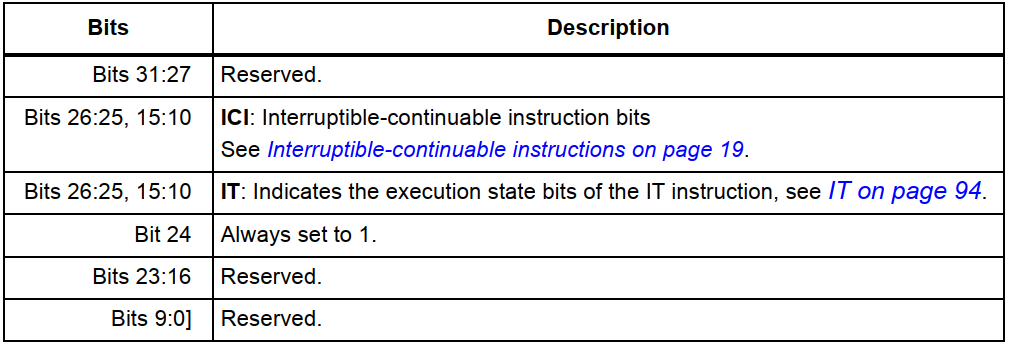 Bits Description
Bits 31:27 Reserved.
Bits 26:25, 15:10 ICI: Interruptible-continuable instruction bits
See Interruptible-continuable instructions on page 19.
Bits 26:25, 15:10 IT: Indicates the execution state bits of the IT instruction, see IT on page 94.
Bit 24 Always set to 1.
Bits 23:16 Reserved.
Bits 9:0] Reserved.